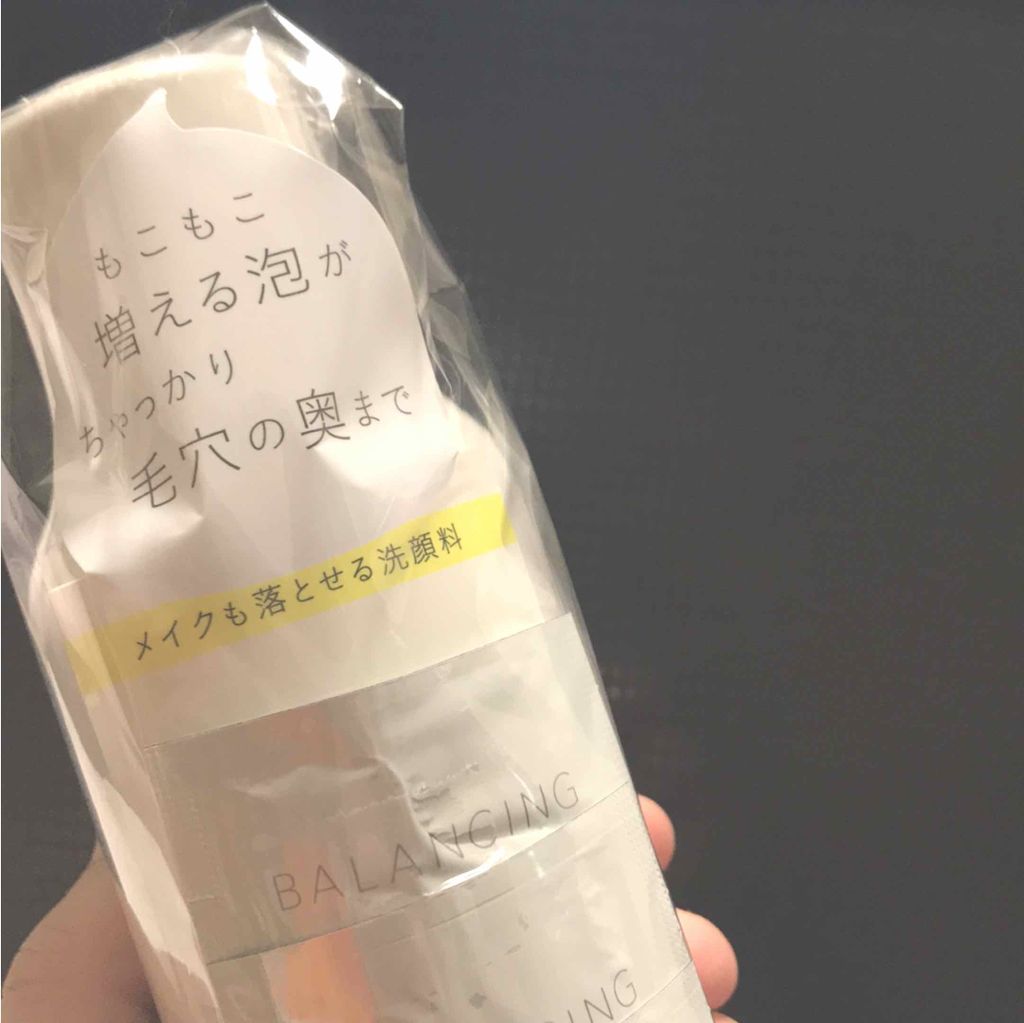 もこもこ
増える泡が
ちゃっかり
毛穴の奥まで
メイクも落とせる洗顔料
BALANCING